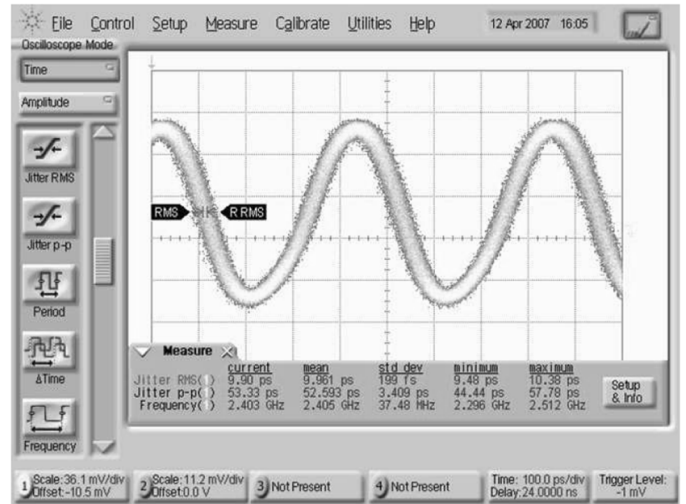 File Control Setup Measure Calibrate Utilities Help 12 Apr 2007 16:05
Oscilloscope Mode
Time
Amplitude
Jitter RMS
Jitter p-p
Period
ΔTime
Frequency
RMS R RMS
Measure
current mean std dev minimum maximum
Jitter RMS(1) 9.90 ps 9.961 ps 199 fs 9.48 ps 10.38 ps
Jitter p-p(1) 53.33 ps 52.593 ps 3.409 ps 44.44 ps 57.78 ps
Frequency(1) 2.403 GHz 2.405 GHz 37.48 MHz 2.296 GHz 2.512 GHz
Setup
& Info
1 Scale:36.1 mV/div
Offset:-10.5 mV
2 Scale:11.2 mV/div
Offset:0.0 V
3 Not Present
4 Not Present
Time: 100.0 ps/div
Delay:24.0000 ns
Trigger Level:
-1 mV